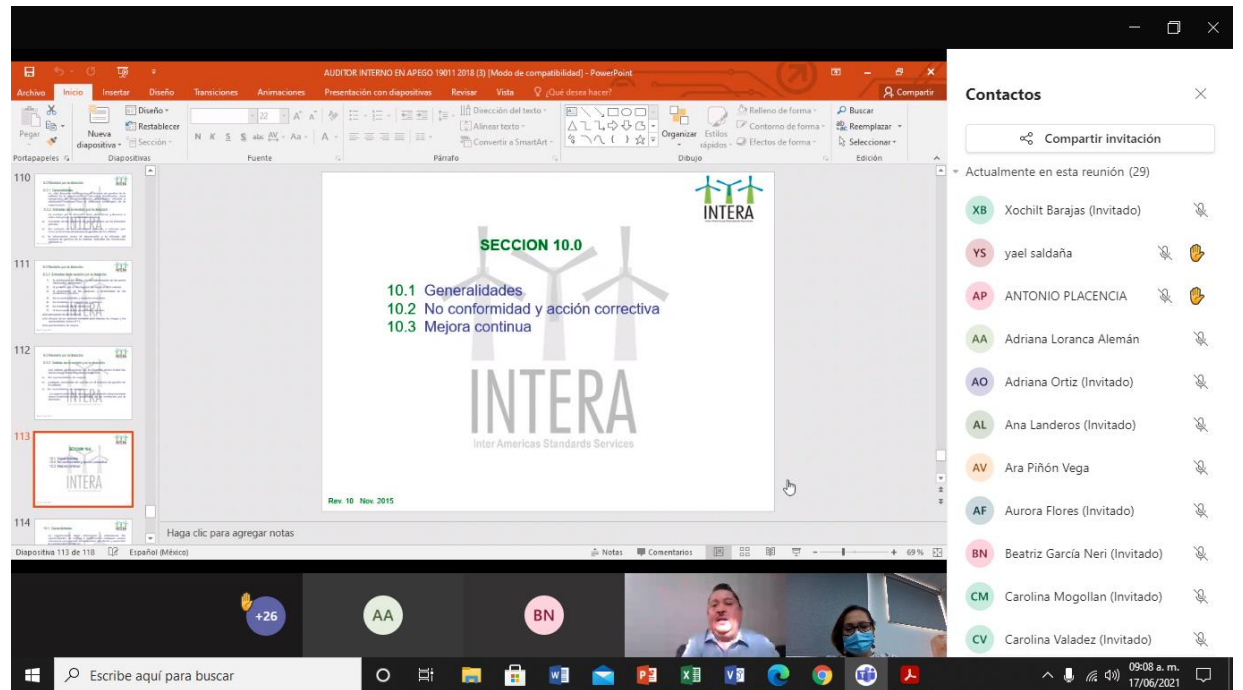 AUDITOR INTERNO EN APEGO 19011 2018 (3) [Modo de compatibilidad] - PowerPoint
Archivo Inicio Insertar Diseño Transiciones Animaciones Presentación con diapositivas Revisar Vista ¿Qué desea hacer? Compartir
Pegar
Nueva diapositiva
Diseño
Restablecer
Sección
22
N K S S abc AV Aa A
Dirección del texto
Alinear texto
Convertir a SmartArt
Organizar
Estilos rápidos
Relleno de forma
Contorno de forma
Efectos de forma
Buscar
Reemplazar
Seleccionar
Portapapeles Diapositivas Fuente Párrafo Dibujo Edición
110
111
112
113
114
INTERA
SECCION 10.0
10.1 Generalidades
10.2 No conformidad y acción correctiva
10.3 Mejora continua
INTERA
Inter Americas Standards Services
Rev. 10 Nov. 2015
Haga clic para agregar notas
Diapositiva 113 de 118 Español (México) Notas Comentarios 69 %
Contactos
Compartir invitación
Actualmente en esta reunión (29)
XB Xochilt Barajas (Invitado)
YS yael saldaña
AP ANTONIO PLACENCIA
AA Adriana Loranca Alemán
AO Adriana Ortiz (Invitado)
AL Ana Landeros (Invitado)
AV Ara Piñón Vega
AF Aurora Flores (Invitado)
BN Beatriz García Neri (Invitado)
CM Carolina Mogollan (Invitado)
CV Carolina Valadez (Invitado)
+26 AA BN
Escribe aquí para buscar
09:08 a. m.
17/06/2021